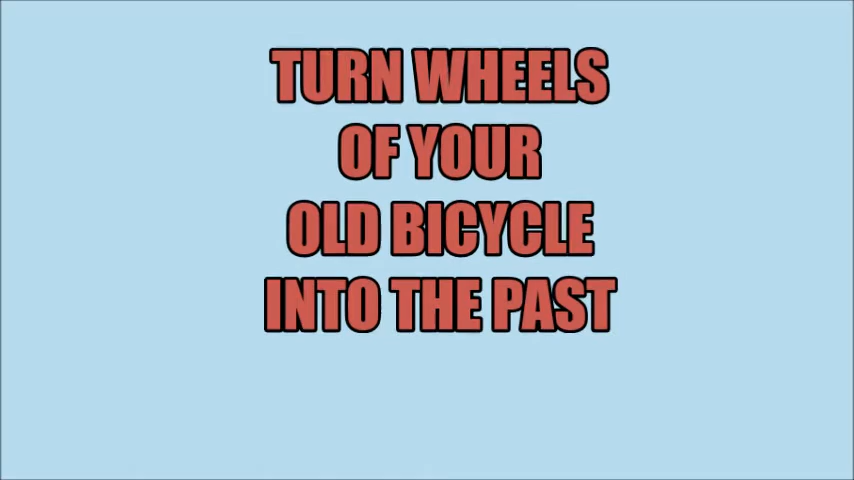 TURN WHEELS
OF YOUR
OLD BICYCLE
INTO THE PAST